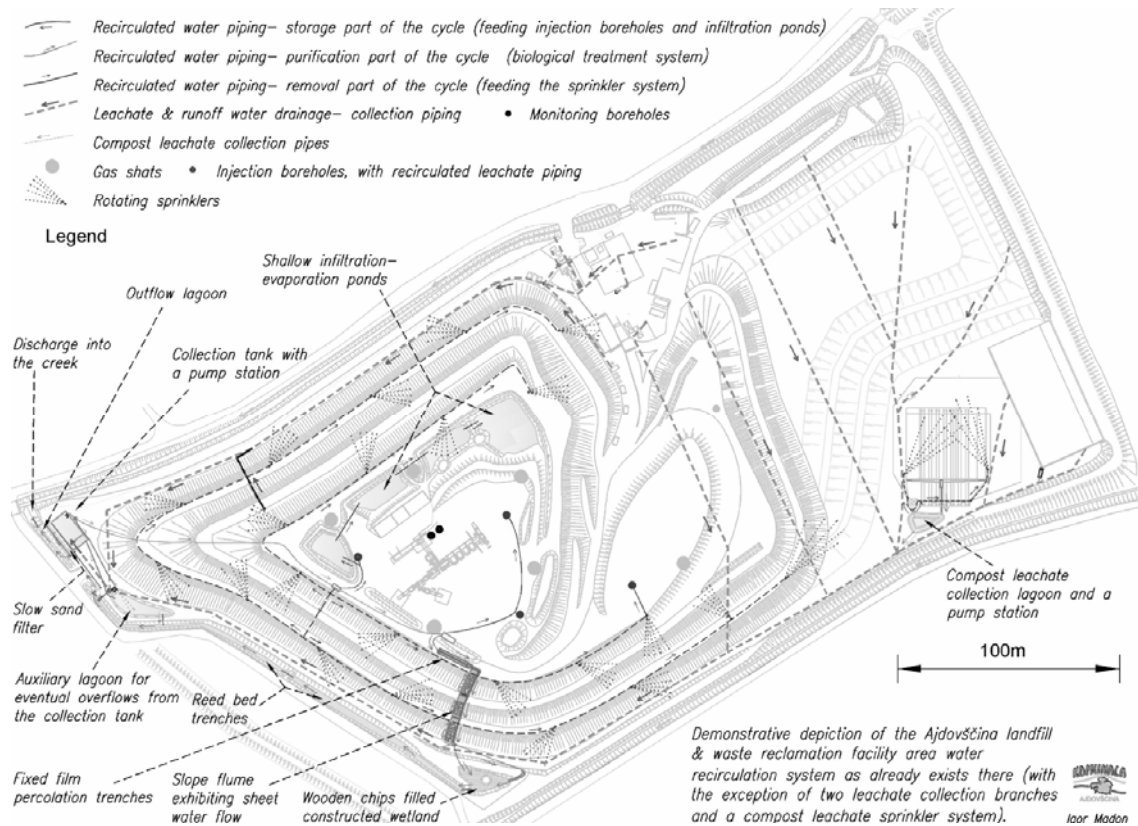 Recirculated water piping– storage part of the cycle (feeding injection boreholes and infiltration ponds)
Recirculated water piping– purification part of the cycle (biological treatment system)
Recirculated water piping– removal part of the cycle (feeding the sprinkler system)
Leachate & runoff water drainage– collection piping
Monitoring boreholes
Compost leachate collection pipes
Gas shats
Injection boreholes, with recirculated leachate piping
Rotating sprinklers
Legend
Shallow infiltration–
evaporation ponds
Outflow lagoon
Discharge into
the creek
Collection tank with
a pump station
Slow sand
filter
Auxiliary lagoon for
eventual overflows from
the collection tank
Reed bed
trenches
Fixed film
percolation trenches
Slope flume
exhibiting sheet
water flow
Wooden chips filled
constructed wetland
Compost leachate
collection lagoon and a
pump station
100m
Demonstrative depiction of the Ajdovščina landfill
& waste reclamation facility area water
recirculation system as already exists there (with
the exception of two leachate collection branches
and a compost leachate sprinkler system).
AJDOVŠČINA
Igor Madon